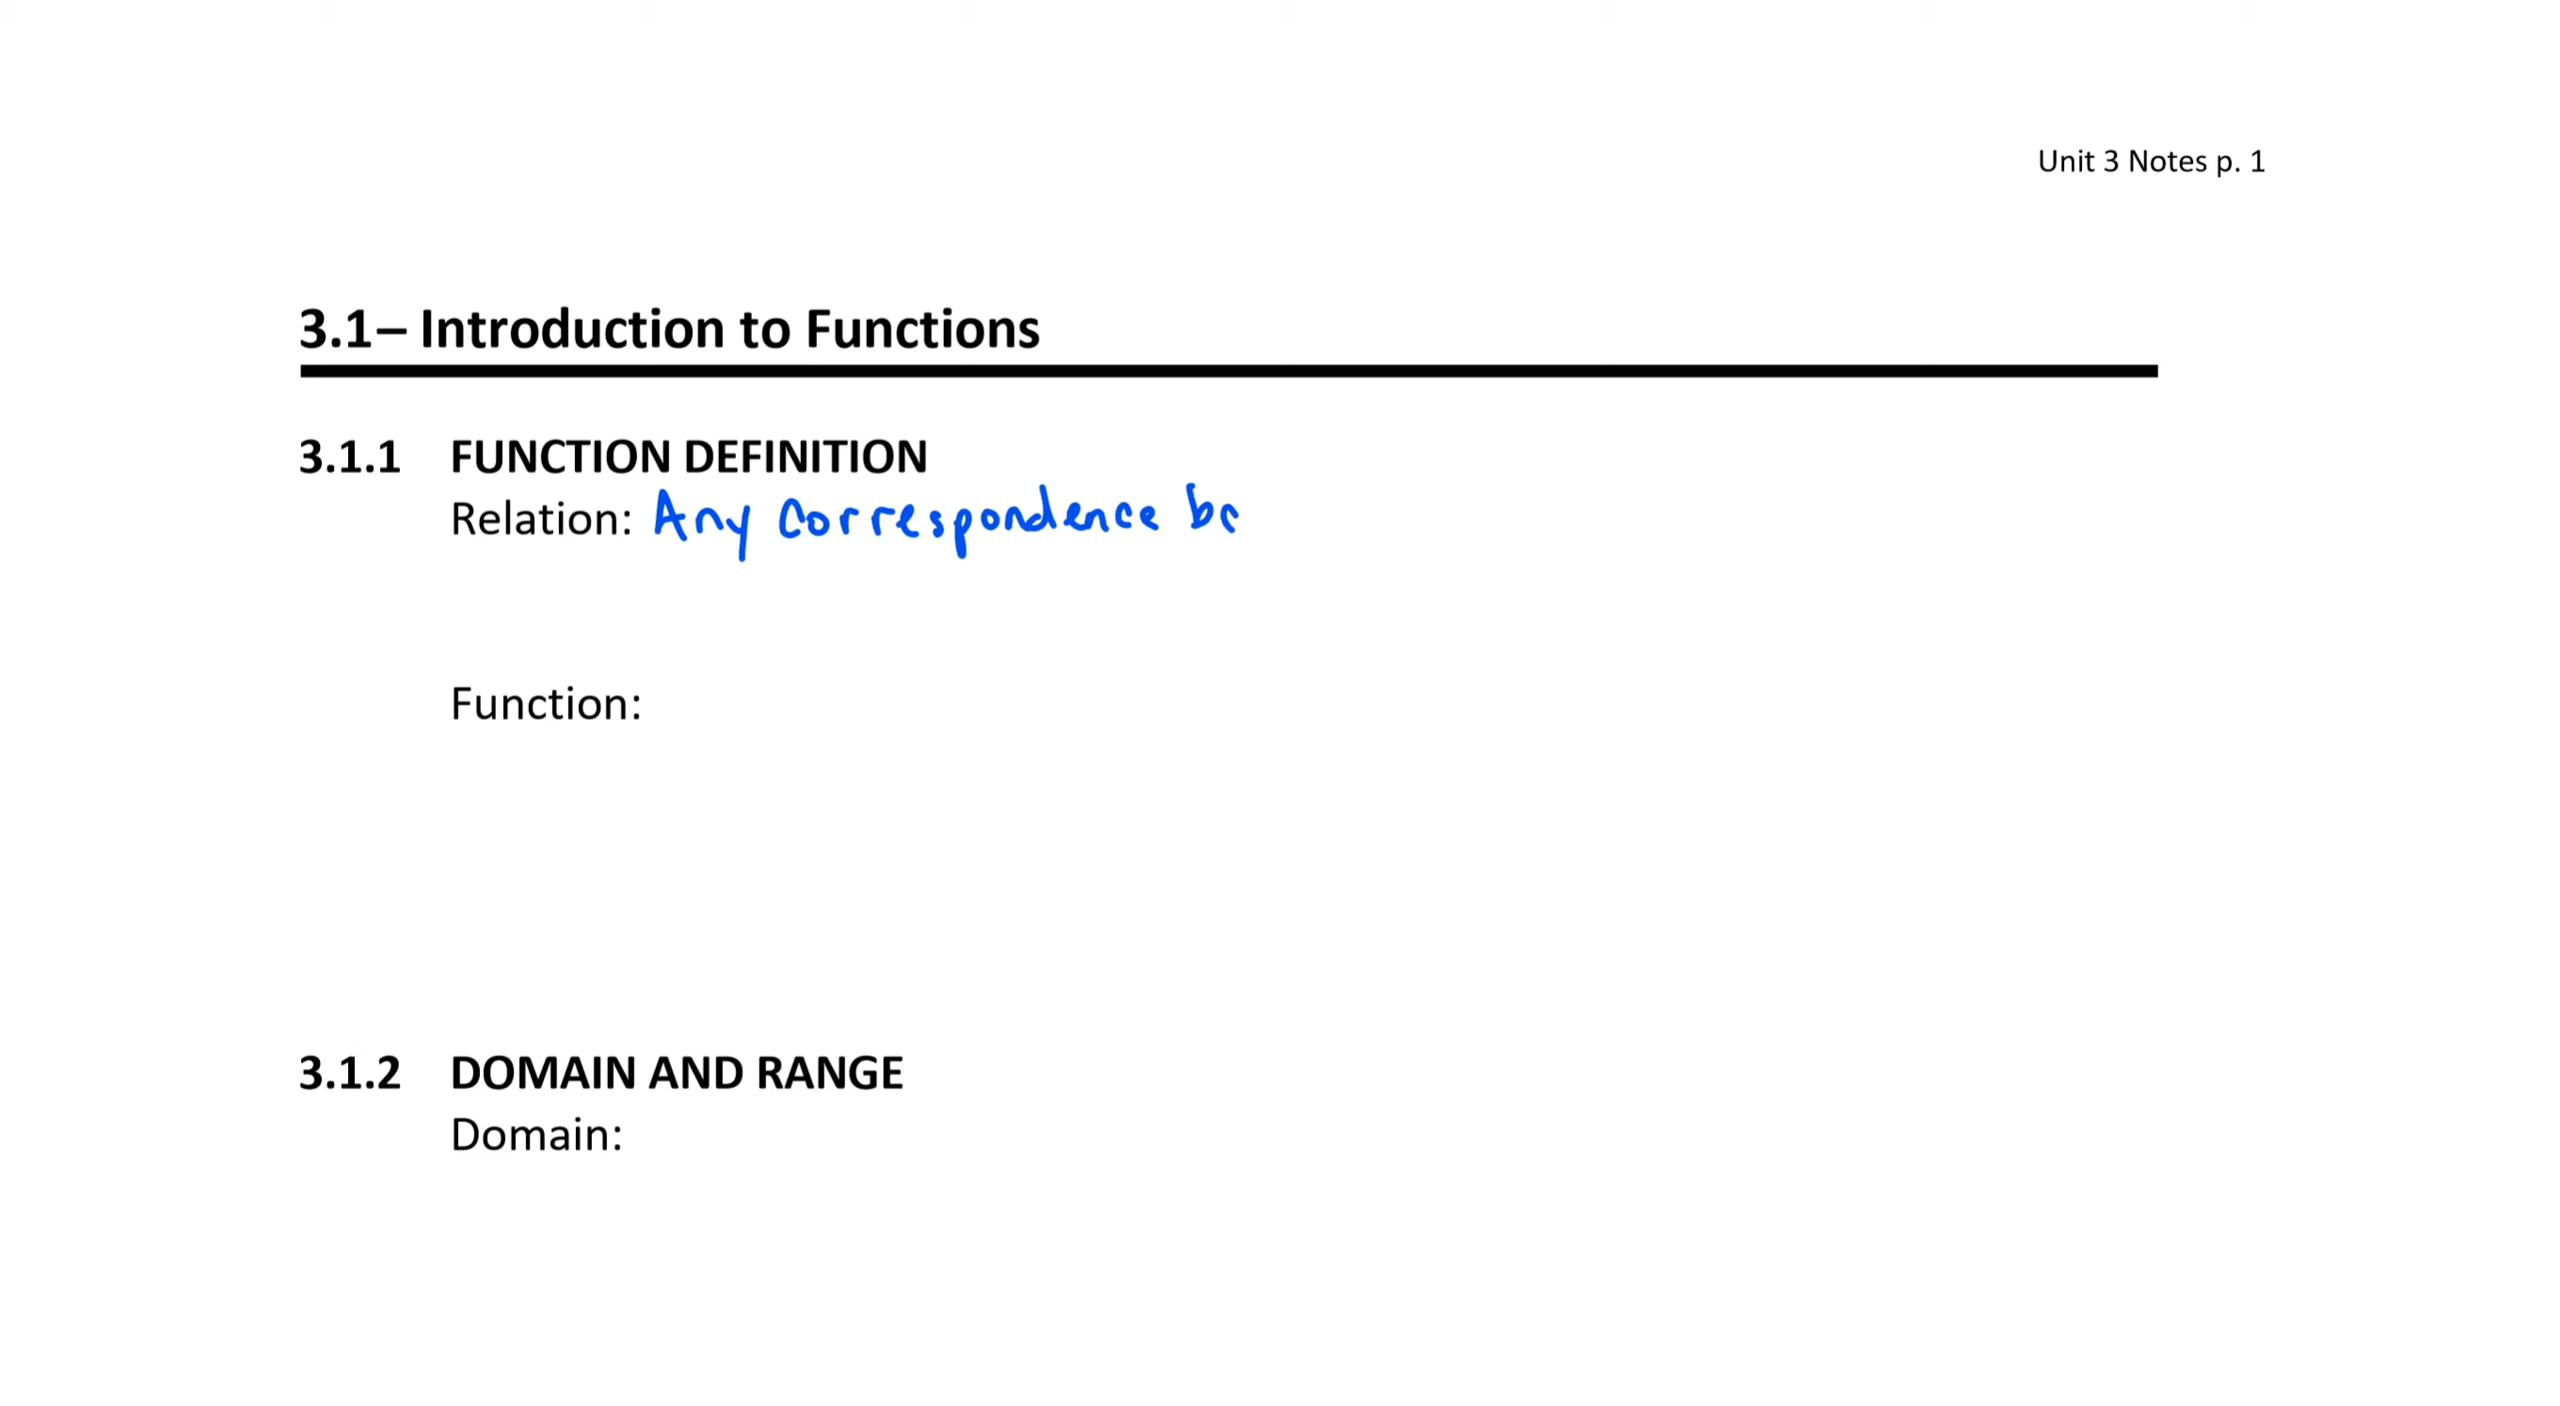 Unit 3 Notes p. 1
3.1– Introduction to Functions
3.1.1 FUNCTION DEFINITION
Relation: Any correspondence
Function:
3.1.2 DOMAIN AND RANGE
Domain: